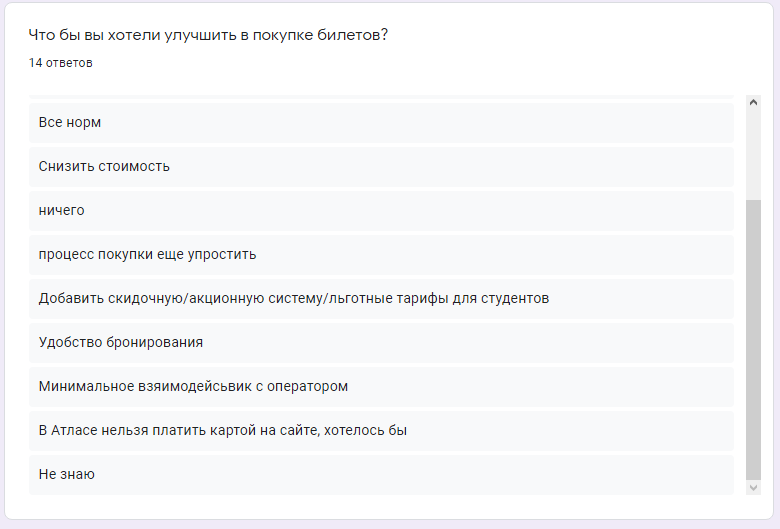 Что бы вы хотели улучшить в покупке билетов?
14 ответов
Все норм
Снизить стоимость
ничего
процесс покупки еще упростить
Добавить скидочную/акционную систему/льготные тарифы для студентов
Удобство бронирования
Минимальное взяимодейсьвик с оператором
В Атласе нельзя платить картой на сайте, хотелось бы
Не знаю